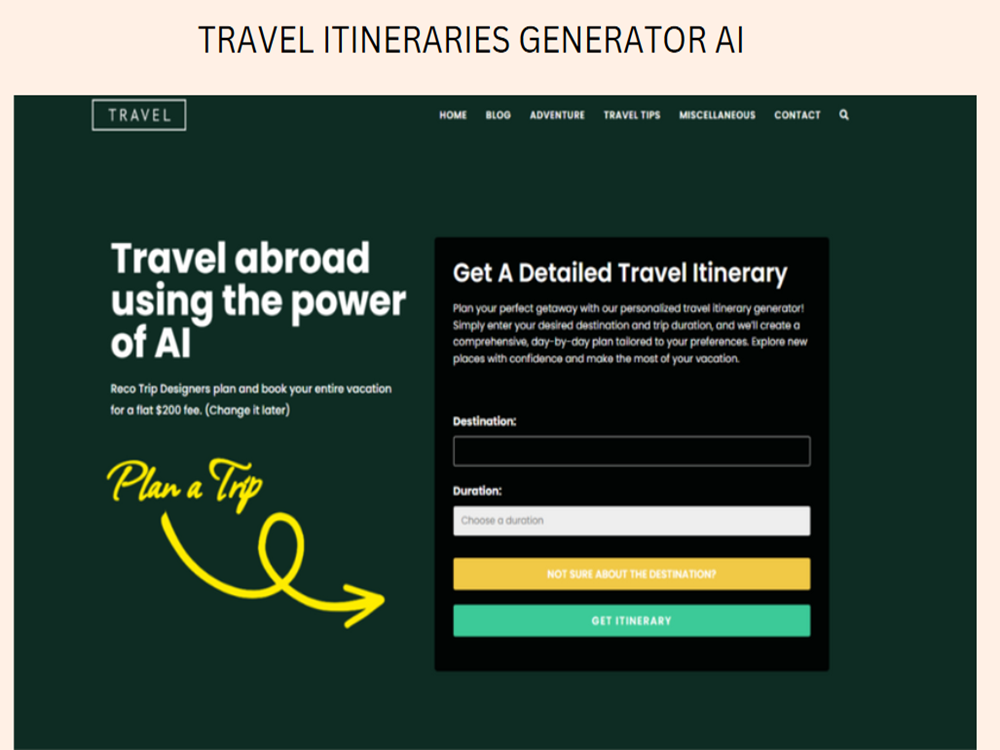 TRAVEL ITINERARIES GENERATOR AI
TRAVEL
HOME BLOG ADVENTURE TRAVEL TIPS MISCELLANEOUS CONTACT
Travel abroad
using the power
of AI
Reco Trip Designers plan and book your entire vacation
for a flat $200 fee. (Change it later)
Plan a Trip
Get A Detailed Travel Itinerary
Plan your perfect getaway with our personalized travel itinerary generator!
Simply enter your desired destination and trip duration, and we'll create a
comprehensive, day-by-day plan tailored to your preferences. Explore new
places with confidence and make the most of your vacation.
Destination:
Duration:
Choose a duration
NOT SURE ABOUT THE DESTINATION?
GET ITINERARY